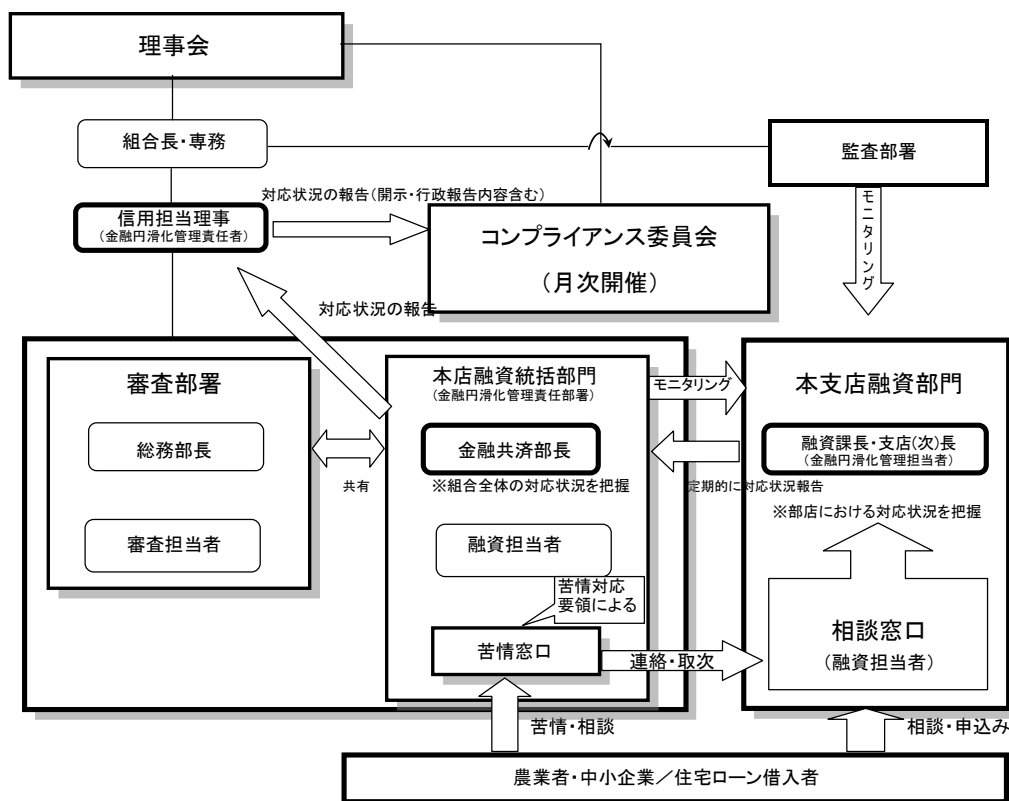 理事会
組合長・専務
監査部署
対応状況の報告(開示・行政報告内容含む)
信用担当理事
(金融円滑化管理責任者)
コンプライアンス委員会
(月次開催)
モニタリング
対応状況の報告
審査部署
総務部長
審査担当者
共有
本店融資統括部門
(金融円滑化管理責任部署)
金融共済部長
※組合全体の対応状況を把握
融資担当者
苦情対応
要領による
苦情窓口
モニタリング
定期的に対応状況報告
連絡・取次
本支店融資部門
融資課長・支店(次)長
(金融円滑化管理担当者)
※部店における対応状況を把握
相談窓口
(融資担当者)
苦情・相談
相談・申込み
農業者・中小企業/住宅ローン借入者